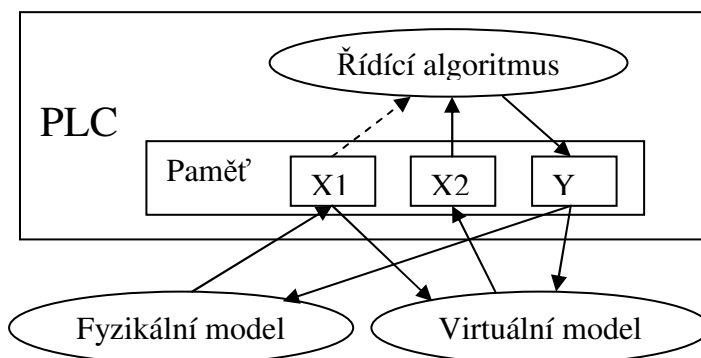 Řídící algoritmus
PLC
Paměť
X1
X2
Y
Fyzikální model
Virtuální model